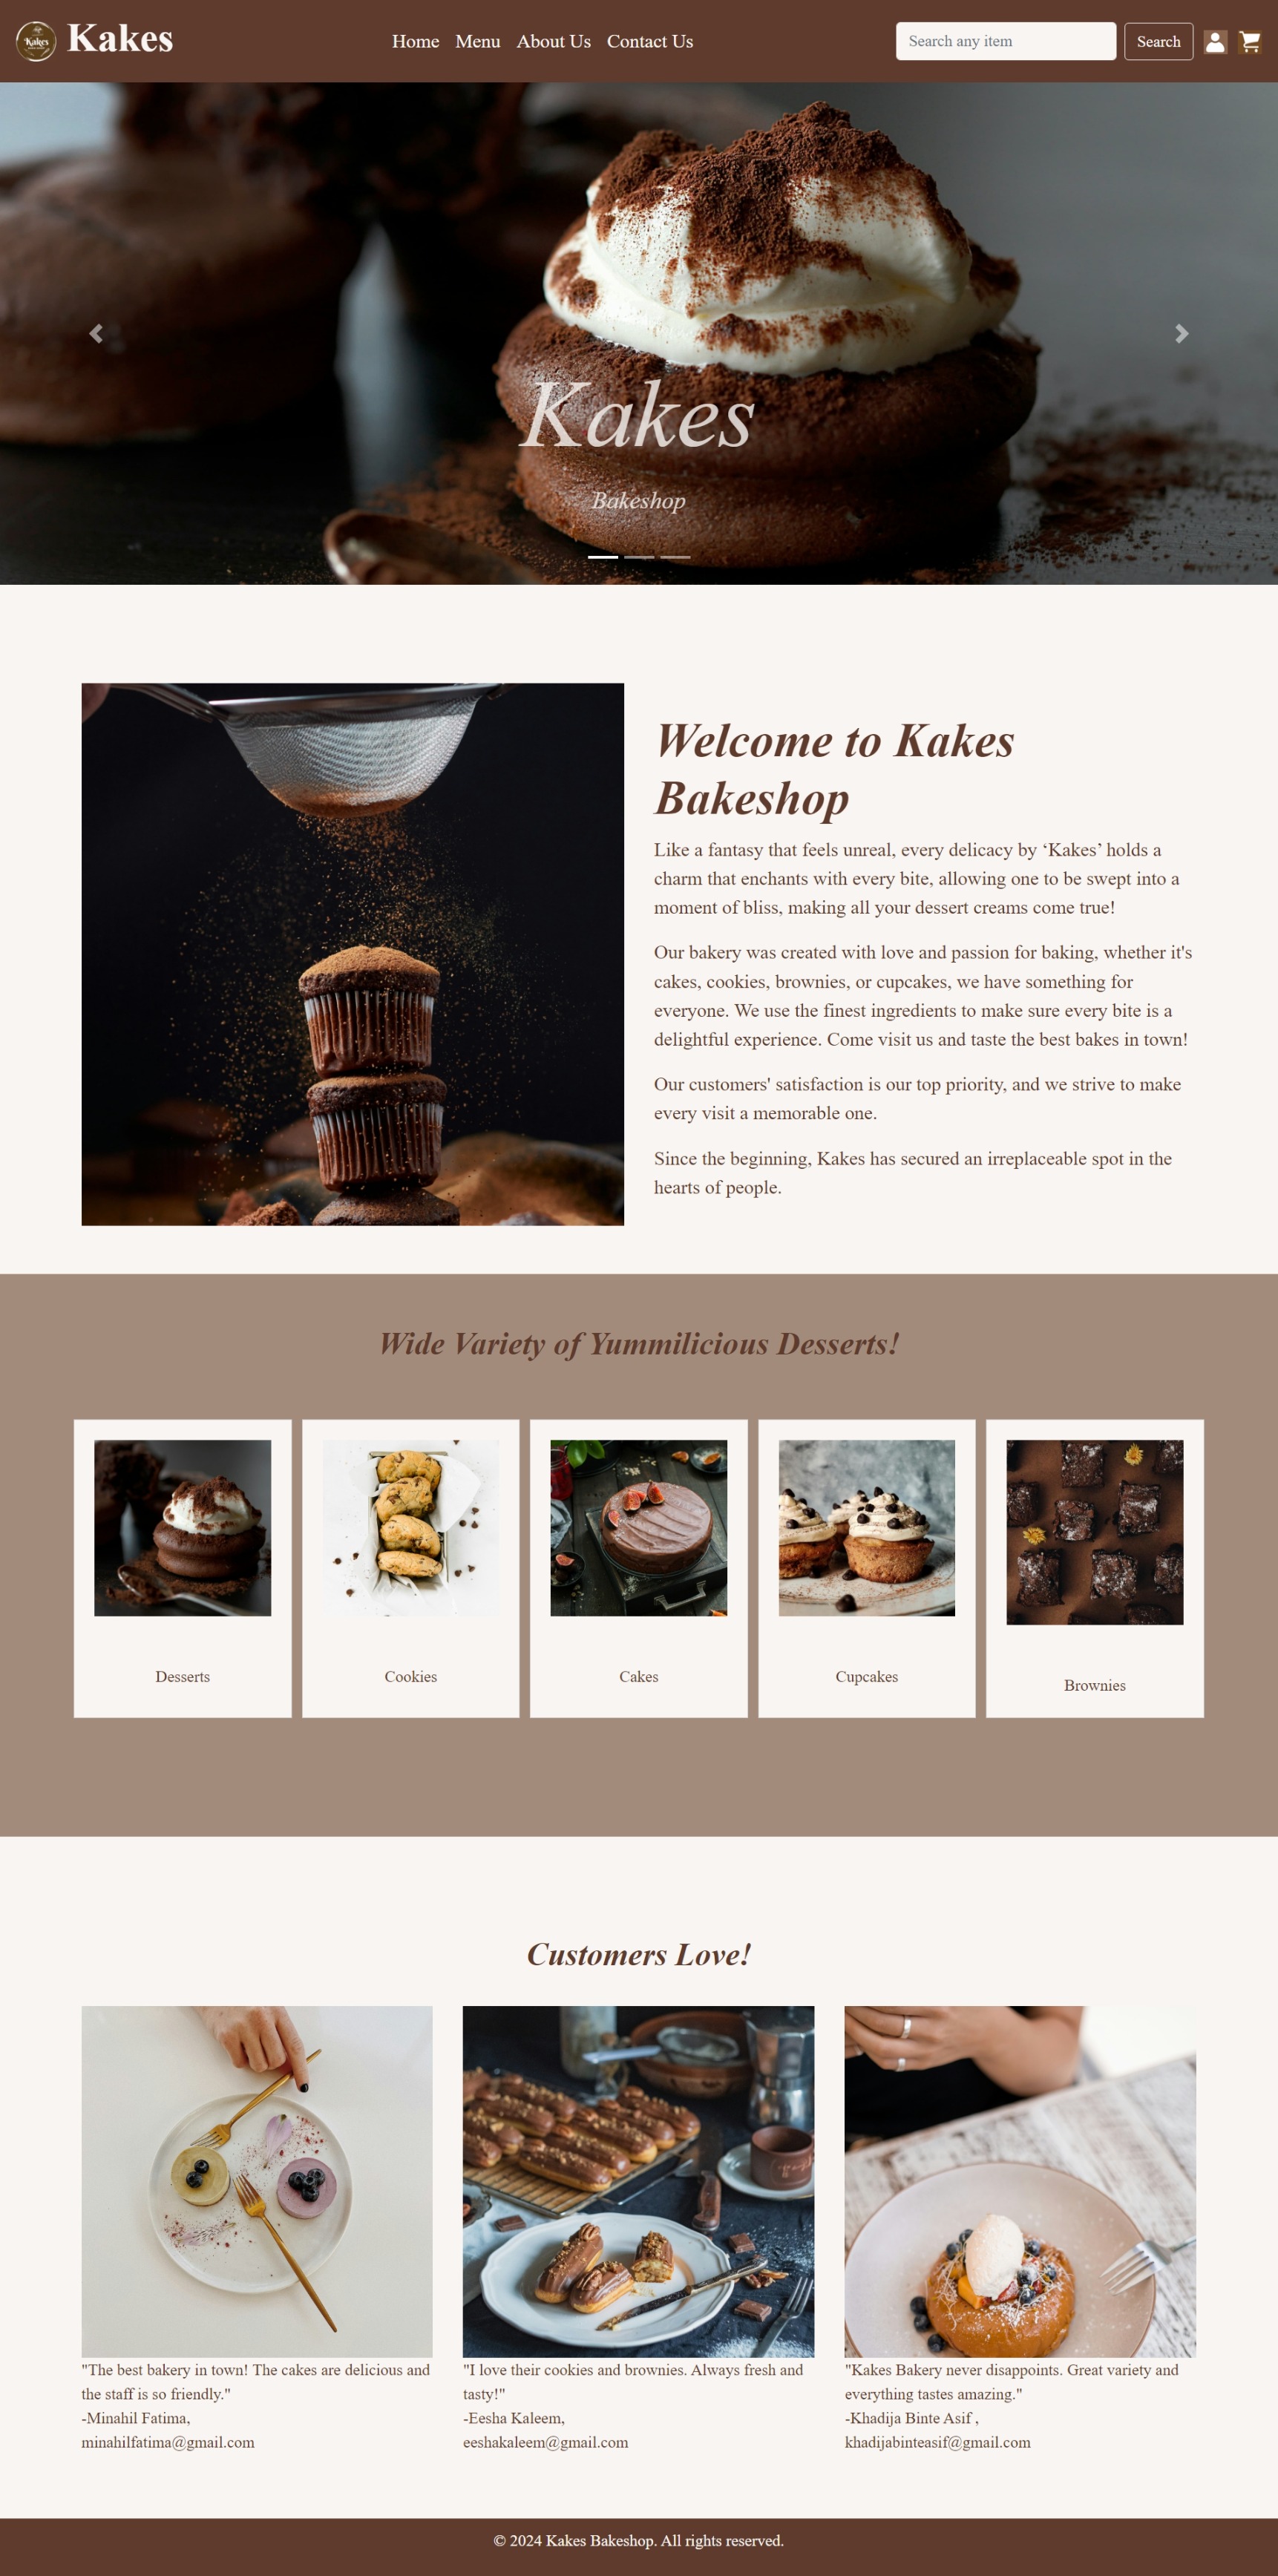 Kakes
Kakes
Home Menu About Us Contact Us
Search any item
Search
Kakes
Bakeshop
Welcome to Kakes
Bakeshop
Like a fantasy that feels unreal, every delicacy by ‘Kakes’ holds a
charm that enchants with every bite, allowing one to be swept into a
moment of bliss, making all your dessert creams come true!
Our bakery was created with love and passion for baking, whether it's
cakes, cookies, brownies, or cupcakes, we have something for
everyone. We use the finest ingredients to make sure every bite is a
delightful experience. Come visit us and taste the best bakes in town!
Our customers' satisfaction is our top priority, and we strive to make
every visit a memorable one.
Since the beginning, Kakes has secured an irreplaceable spot in the
hearts of people.
Wide Variety of Yummilicious Desserts!
Desserts
Cookies
Cakes
Cupcakes
Brownies
Customers Love!
"The best bakery in town! The cakes are delicious and
the staff is so friendly."
-Minahil Fatima,
minahilfatima@gmail.com
"I love their cookies and brownies. Always fresh and
tasty!"
-Eesha Kaleem,
eeshakaleem@gmail.com
"Kakes Bakery never disappoints. Great variety and
everything tastes amazing."
-Khadija Binte Asif ,
khadijabinteasif@gmail.com
© 2024 Kakes Bakeshop. All rights reserved.